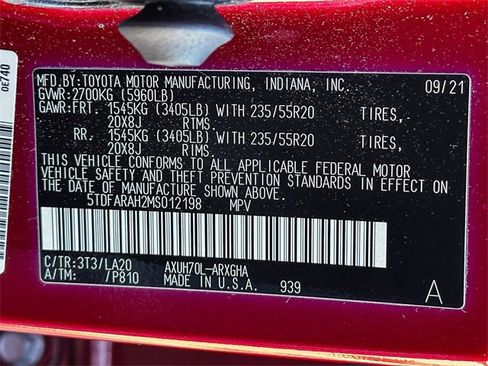 0E740
MFD.BY:TOYOTA MOTOR MANUFACTURING, INDIANA, INC. 09/21
GVWR:2700KG (5960LB)
GAWR:FRT. 1545KG (3405LB) WITH 235/55R20 TIRES,
20X8J RIMS.
RR. 1545KG (3405LB) WITH 235/55R20 TIRES,
20X8J RIMS.
THIS VEHICLE CONFORMS TO ALL APPLICABLE FEDERAL MOTOR
VEHICLE SAFETY AND THEFT PREVENTION STANDARDS IN EFFECT ON
THE DATE OF MANUFACTURE SHOWN ABOVE.
5TDFARAH2MS012198 MPV
C/TR:3T3/LA20 AXUH70L-ARXGHA
A/TM: /P810 MADE IN U.S.A. 939 A